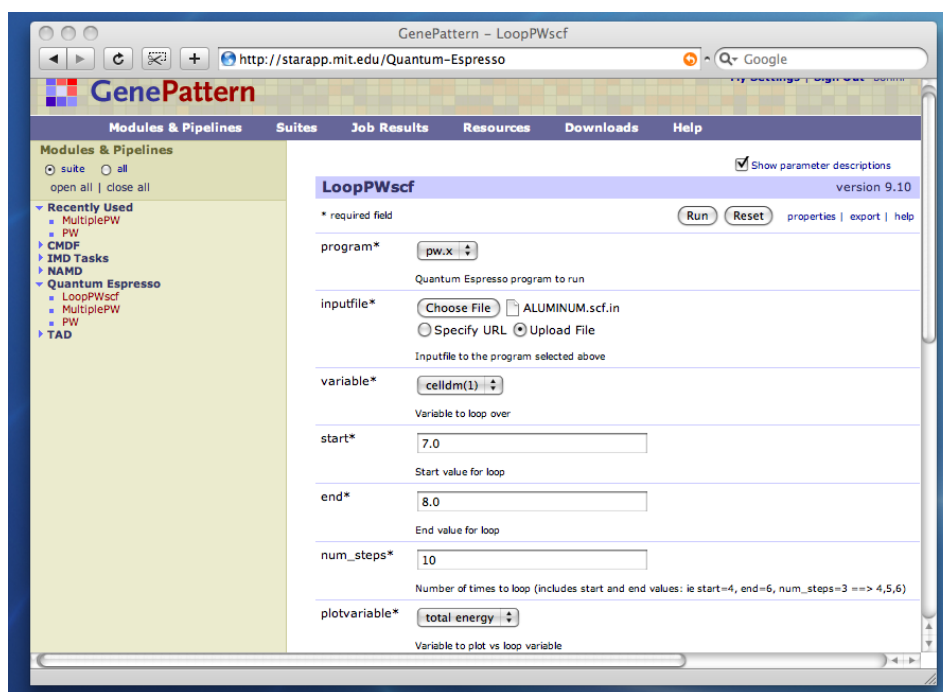 GenePattern – LoopPWscf
http://starapp.mit.edu/Quantum-Espresso
Google
My Settings | Sign Out
GenePattern
Modules & Pipelines Suites Job Results Resources Downloads Help
Modules & Pipelines
suite all
open all | close all
Recently Used
MultiplePW
PW
CMDF
IMD Tasks
NAMD
Quantum Espresso
LoopPWscf
MultiplePW
PW
TAD
Show parameter descriptions
LoopPWscf version 9.10
* required field Run Reset properties | export | help
program* pw.x
Quantum Espresso program to run
inputfile* Choose File ALUMINUM.scf.in
Specify URL Upload File
Inputfile to the program selected above
variable* celldm(1)
Variable to loop over
start* 7.0
Start value for loop
end* 8.0
End value for loop
num_steps* 10
Number of times to loop (includes start and end values: ie start=4, end=6, num_steps=3 ==> 4,5,6)
plotvariable* total energy
Variable to plot vs loop variable